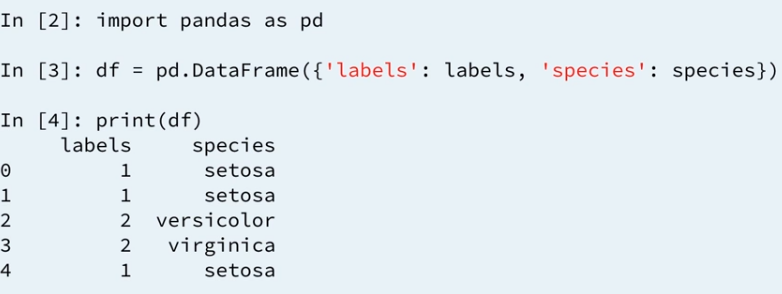 In [2]: import pandas as pd
In [3]: df = pd.DataFrame({'labels': labels, 'species': species})
In [4]: print(df)
labels species
0 1 setosa
1 1 setosa
2 2 versicolor
3 2 virginica
4 1 setosa